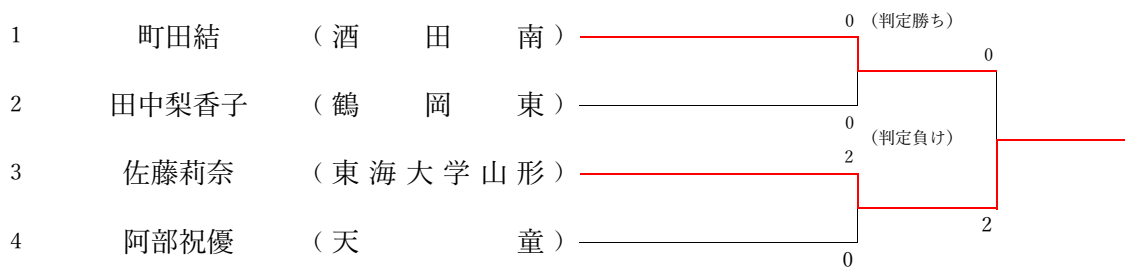 0 (判定勝ち)
1 町田結 (酒田南)
0
2 田中梨香子 (鶴岡東)
0
(判定負け)
2
3 佐藤莉奈 (東海大学山形)
2
4 阿部祝優 (天童)
0